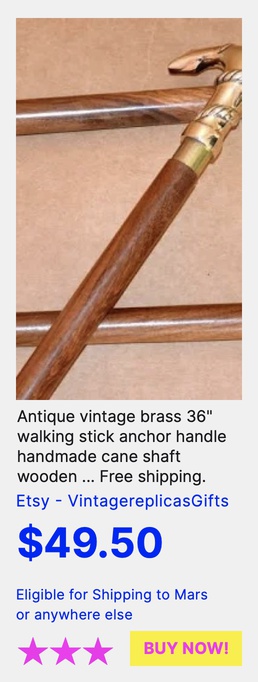 Antique vintage brass 36"
walking stick anchor handle
handmade cane shaft
wooden ... Free shipping.
Etsy - VintagereplicasGifts
$49.50
Eligible for Shipping to Mars
or anywhere else
BUY NOW!